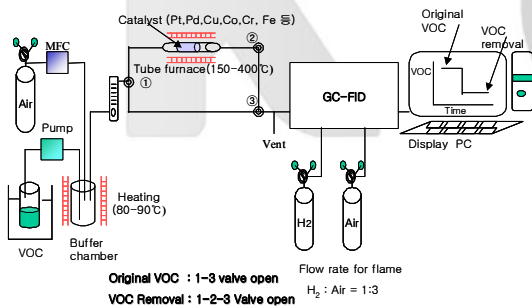 Catalyst (Pt,Pd,Cu,Co,Cr, Fe 등)
Original
VOC
VOC
removal
MFC
②
Tube furnace(150-400℃)
①
VOC
Air
GC-FID
③
Time
Pump
Vent
Display PC
Heating
(80-90℃)
H2
Air
VOC
Buffer
chamber
Flow rate for flame
Original VOC : 1-3 valve open
H2 : Air = 1:3
VOC Removal : 1-2-3 Valve open